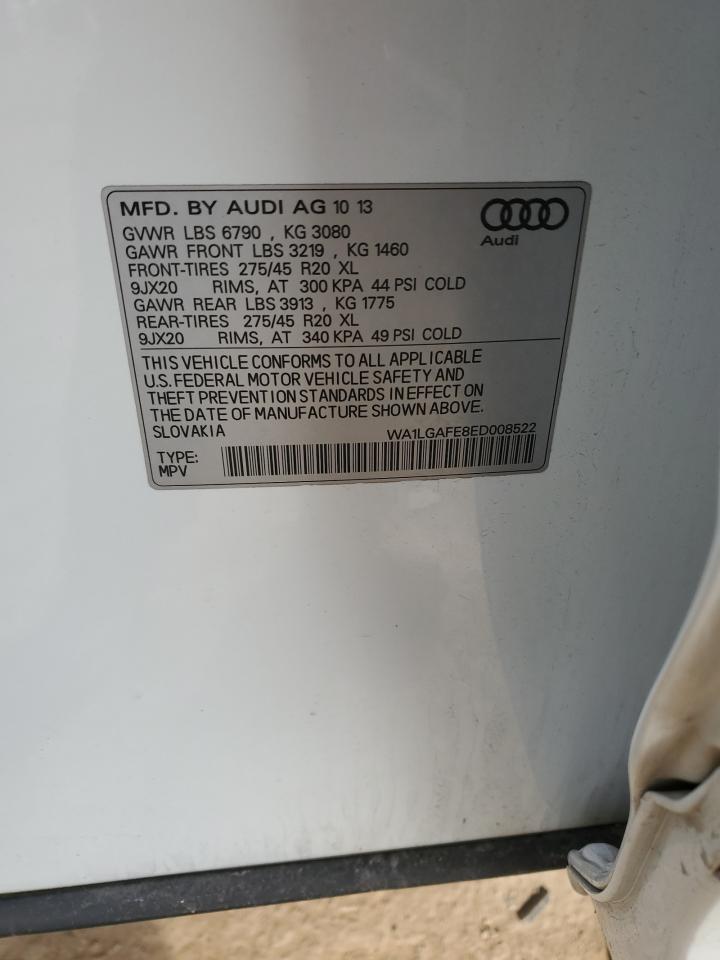 MFD. BY AUDI AG 10 13
Audi
GVWR LBS 6790 , KG 3080
GAWR FRONT LBS 3219 , KG 1460
FRONT-TIRES 275/45 R20 XL
9JX20 RIMS, AT 300 KPA 44 PSI COLD
GAWR REAR LBS 3913 , KG 1775
REAR-TIRES 275/45 R20 XL
9JX20 RIMS, AT 340 KPA 49 PSI COLD
THIS VEHICLE CONFORMS TO ALL APPLICABLE
U.S. FEDERAL MOTOR VEHICLE SAFETY AND
THEFT PREVENTION STANDARDS IN EFFECT ON
THE DATE OF MANUFACTURE SHOWN ABOVE.
SLOVAKIA WA1LGAFE8ED008522
TYPE:
MPV